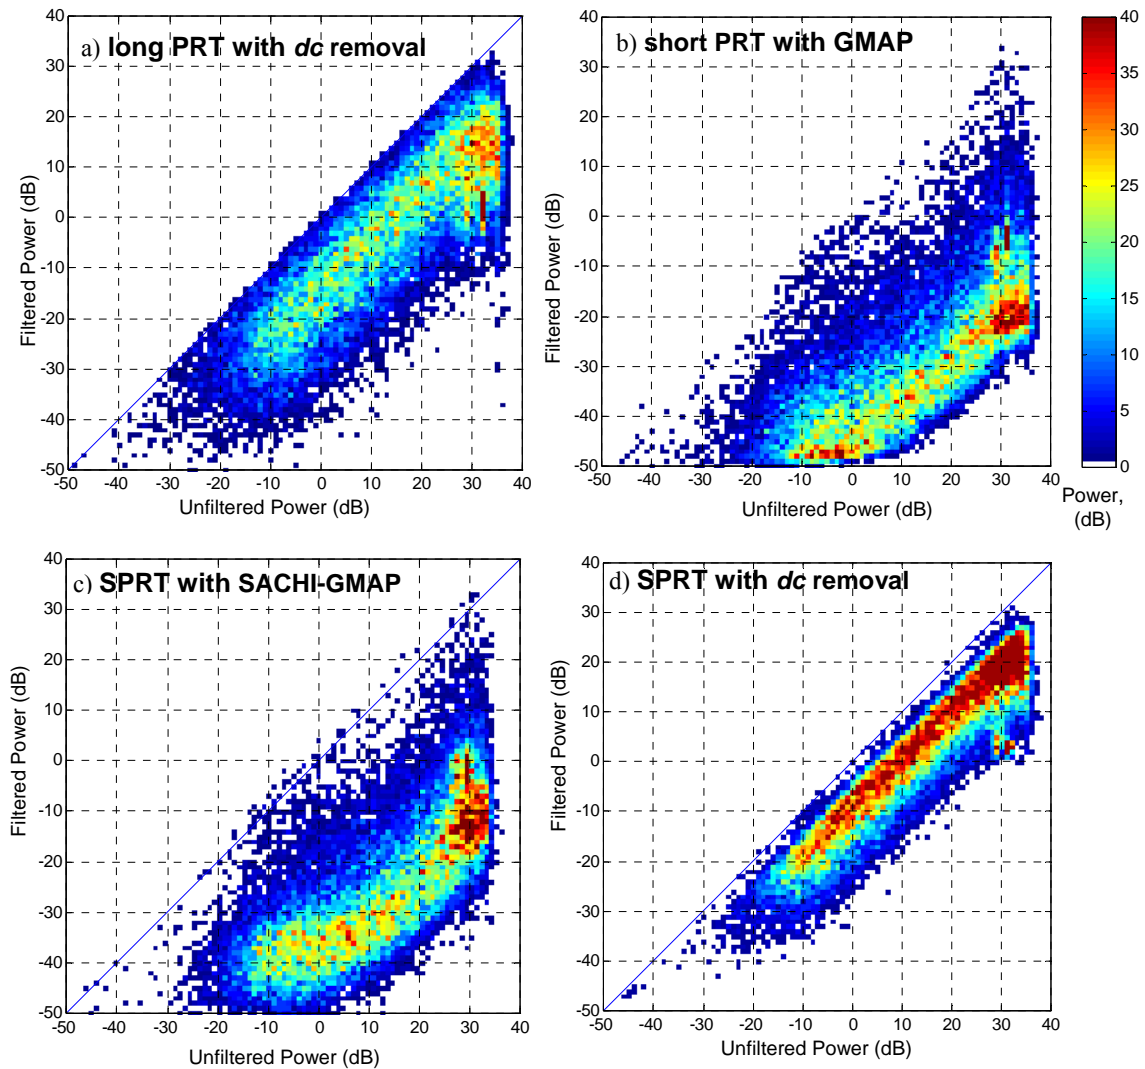 a) long PRT with dc removal
40
30
20
10
0
-10
-20
-30
-40
-50
Filtered Power (dB)
-50 -40 -30 -20 -10 0 10 20 30 40
Unfiltered Power (dB)
b) short PRT with GMAP
40
30
20
10
0
-10
-20
-30
-40
-50
Filtered Power (dB)
-50 -40 -30 -20 -10 0 10 20 30 40
Unfiltered Power (dB)
40
35
30
25
20
15
10
5
0
Power,
(dB)
c) SPRT with SACHI-GMAP
40
30
20
10
0
-10
-20
-30
-40
-50
Filtered Power (dB)
-50 -40 -30 -20 -10 0 10 20 30 40
Unfiltered Power (dB)
d) SPRT with dc removal
40
30
20
10
0
-10
-20
-30
-40
-50
Filtered Power (dB)
-50 -40 -30 -20 -10 0 10 20 30 40
Unfiltered Power (dB)